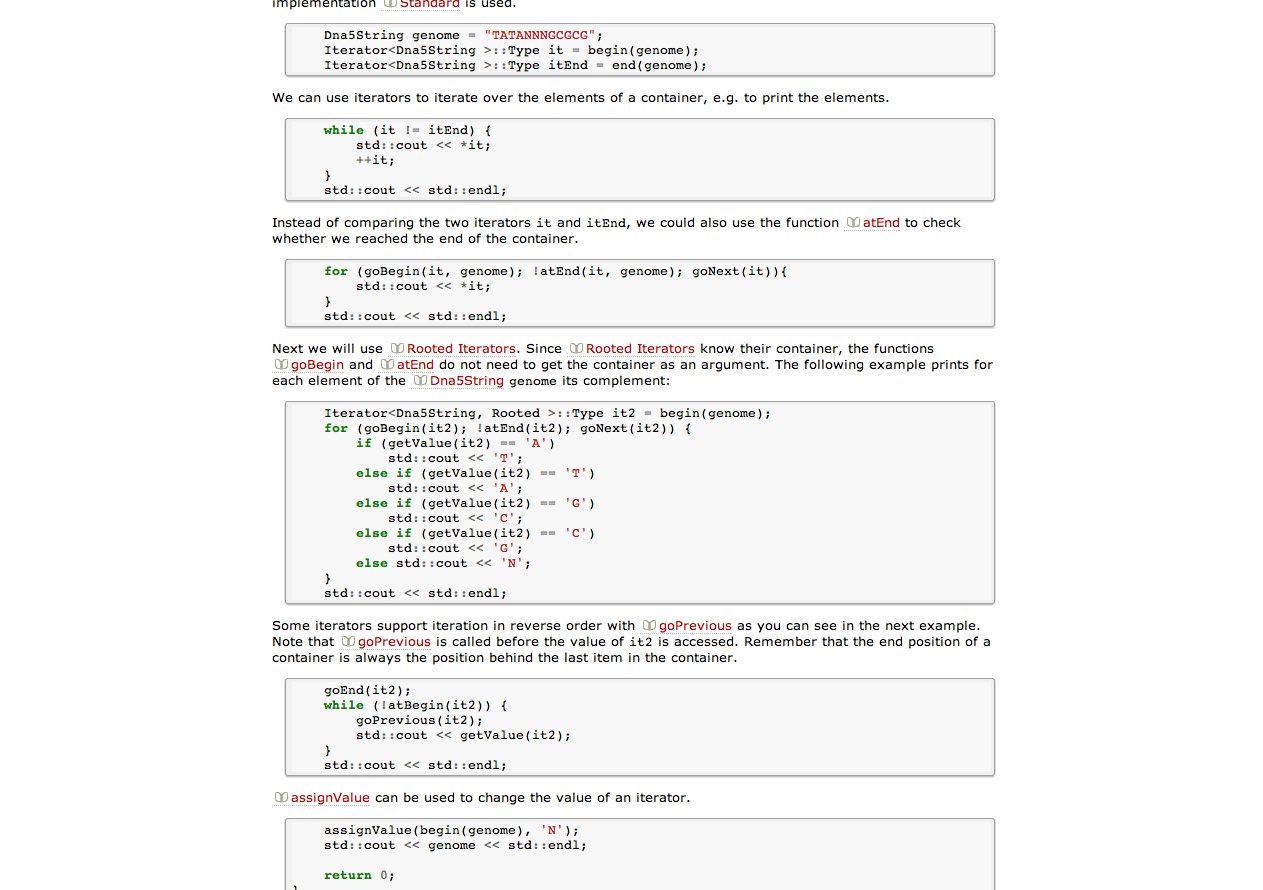 implementation Standard is used.
Dna5String genome = "TATANNNGCGCG";
Iterator<Dna5String >::Type it = begin(genome);
Iterator<Dna5String >::Type itEnd = end(genome);
We can use iterators to iterate over the elements of a container, e.g. to print the elements.
while (it != itEnd) {
std::cout << *it;
++it;
}
std::cout << std::endl;
Instead of comparing the two iterators it and itEnd, we could also use the function atEnd to check
whether we reached the end of the container.
for (goBegin(it, genome); !atEnd(it, genome); goNext(it)){
std::cout << *it;
}
std::cout << std::endl;
Next we will use Rooted Iterators. Since Rooted Iterators know their container, the functions
goBegin and atEnd do not need to get the container as an argument. The following example prints for
each element of the Dna5String genome its complement:
Iterator<Dna5String, Rooted >::Type it2 = begin(genome);
for (goBegin(it2); !atEnd(it2); goNext(it2)) {
if (getValue(it2) == 'A')
std::cout << 'T';
else if (getValue(it2) == 'T')
std::cout << 'A';
else if (getValue(it2) == 'G')
std::cout << 'C';
else if (getValue(it2) == 'C')
std::cout << 'G';
else std::cout << 'N';
}
std::cout << std::endl;
Some iterators support iteration in reverse order with goPrevious as you can see in the next example.
Note that goPrevious is called before the value of it2 is accessed. Remember that the end position of a
container is always the position behind the last item in the container.
goEnd(it2);
while (!atBegin(it2)) {
goPrevious(it2);
std::cout << getValue(it2);
}
std::cout << std::endl;
assignValue can be used to change the value of an iterator.
assignValue(begin(genome), 'N');
std::cout << genome << std::endl;
return 0;
}